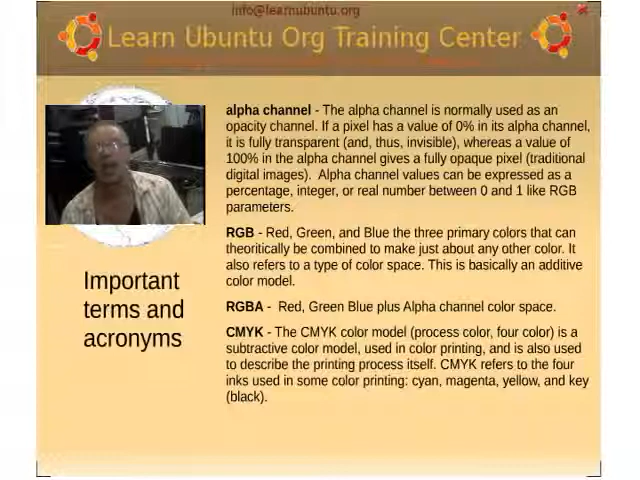 info@learnubuntu.org
Learn Ubuntu Org Training Center
alpha channel - The alpha channel is normally used as an
opacity channel. If a pixel has a value of 0% in its alpha channel,
it is fully transparent (and, thus, invisible), whereas a value of
100% in the alpha channel gives a fully opaque pixel (traditional
digital images). Alpha channel values can be expressed as a
percentage, integer, or real number between 0 and 1 like RGB
parameters.
RGB - Red, Green, and Blue the three primary colors that can
theoritically be combined to make just about any other color. It
also refers to a type of color space. This is basically an additive
color model.
RGBA - Red, Green Blue plus Alpha channel color space.
CMYK - The CMYK color model (process color, four color) is a
subtractive color model, used in color printing, and is also used
to describe the printing process itself. CMYK refers to the four
inks used in some color printing: cyan, magenta, yellow, and key
(black).
Important
terms and
acronyms